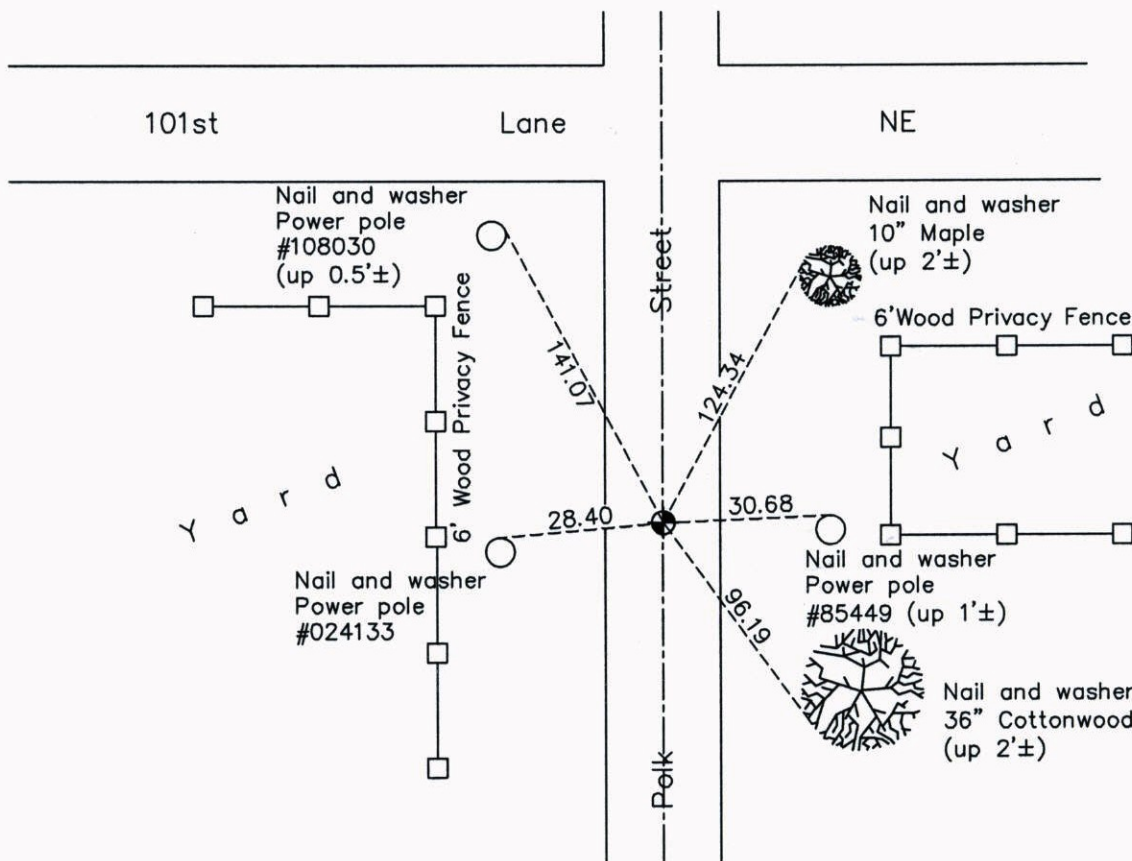 101st Lane NE
Nail and washer
Power pole
#108030
(up 0.5'±)
Nail and washer
10" Maple
(up 2'±)
Street
6' Wood Privacy Fence
6'Wood Privacy Fence
141.07
124.34
Yard
Yard
28.40
30.68
Nail and washer
Power pole
#024133
Nail and washer
Power pole
#85449 (up 1'±)
96.19
Nail and washer
36" Cottonwood
(up 2'±)
Polk